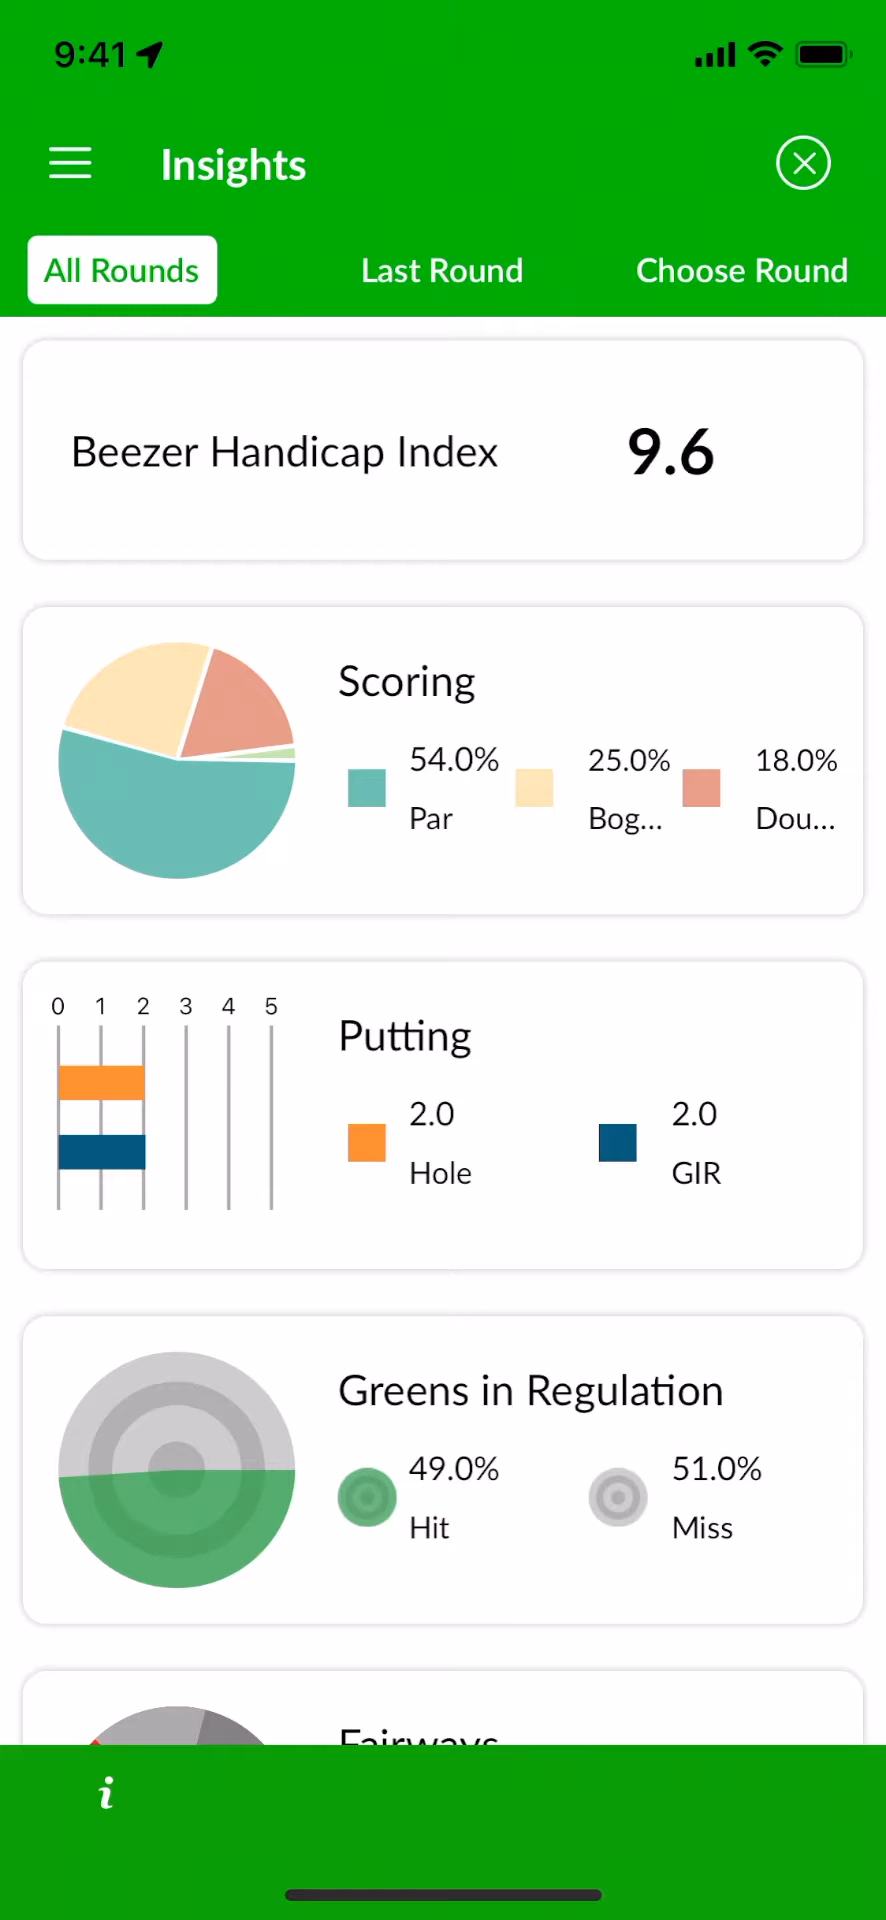 9:41
Insights
All Rounds
Last Round
Choose Round
Beezer Handicap Index
9.6
Scoring
54.0%
Par
25.0%
Bog...
18.0%
Dou...
0 1 2 3 4 5
Putting
2.0
Hole
2.0
GIR
Greens in Regulation
49.0%
Hit
51.0%
Miss
Fairways
i